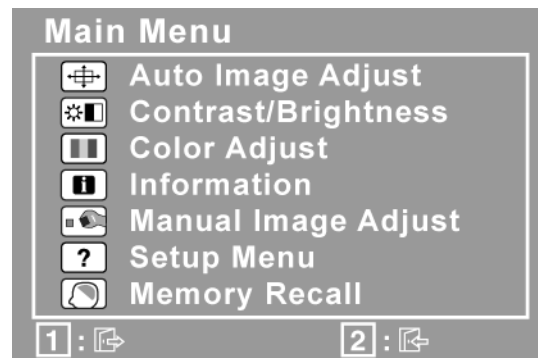 Main Menu
Auto Image Adjust
Contrast/Brightness
Color Adjust
i Information
Manual Image Adjust
? Setup Menu
Memory Recall
1 : 2 :